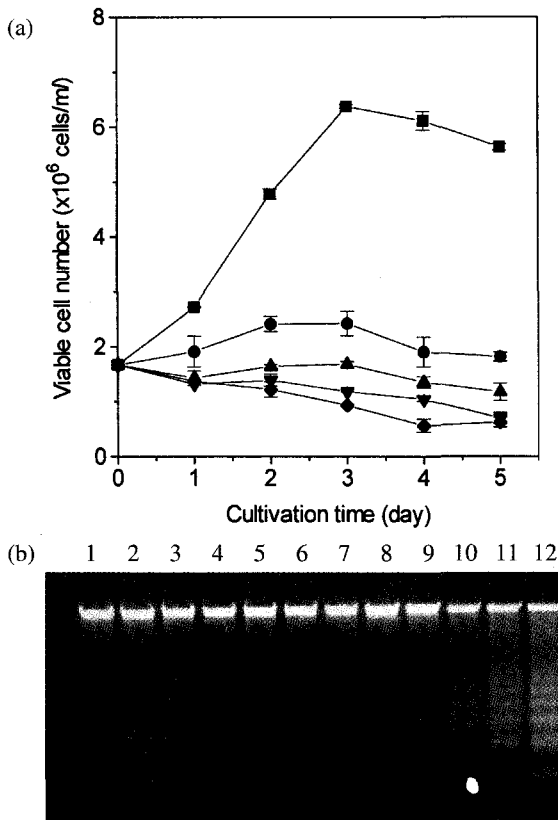 (a)
8
6
4
2
0
Viable cell number (x10⁶ cells/ml)
0 1 2 3 4 5
Cultivation time (day)
(b) 1 2 3 4 5 6 7 8 9 10 11 12